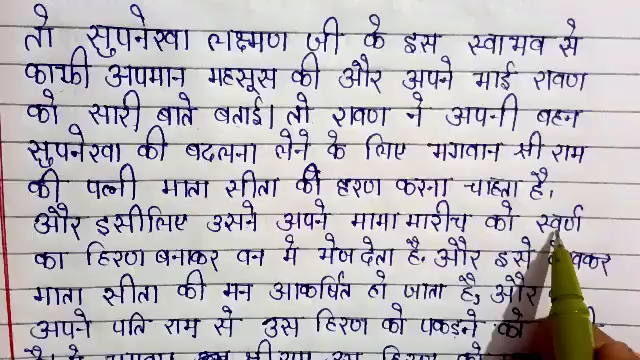 तो सुपनेरवा लक्ष्मण जी के इस स्वाभव से
काफी अपमान महसूस की और अपने भाई रावण
को सारी बाते बताई। तो रावण ने अपनी बहन
सुपनेरवा की बदलना लेने के लिए भगवान श्री राम
की पत्नी माता सीता की हरण करना चाहता है,
और इसीलिए उसने अपने मामा मारीच को स्वर्ण
का हिरण बनाकर वन मे भेज देता है. और इसे
माता सीता की मन आकर्षित हो जाता है, और
अपने पति राम से उस हिरण को पकड़ने को